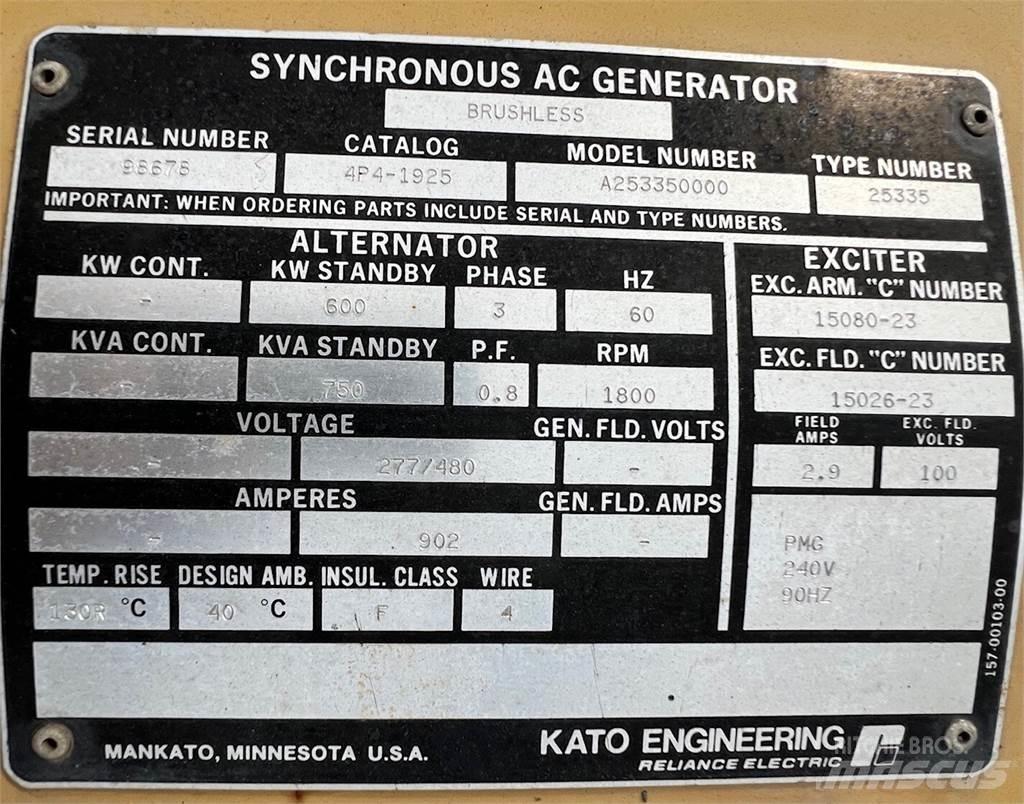 SYNCHRONOUS AC GENERATOR
BRUSHLESS
SERIAL NUMBER CATALOG MODEL NUMBER TYPE NUMBER
98678 4P4-1925 A253350000 25335
IMPORTANT: WHEN ORDERING PARTS INCLUDE SERIAL AND TYPE NUMBERS.
ALTERNATOR
KW CONT. KW STANDBY PHASE HZ
- 600 3 60
KVA CONT. KVA STANDBY P.F. RPM
- 750 0.8 1800
VOLTAGE GEN. FLD. VOLTS
- 277/480 -
AMPERES GEN. FLD. AMPS
- 902 -
TEMP. RISE DESIGN AMB. INSUL. CLASS WIRE
130R °C 40 °C F 4
EXCITER
EXC. ARM. "C" NUMBER
15080-23
EXC. FLD. "C" NUMBER
15026-23
FIELD AMPS EXC. FLD. VOLTS
2.9 100
PMG
240V
90HZ
157-00103-00
MANKATO, MINNESOTA U.S.A.
KATO ENGINEERING
RELIANCE ELECTRIC
RITCHIE BROS.
MASCUS